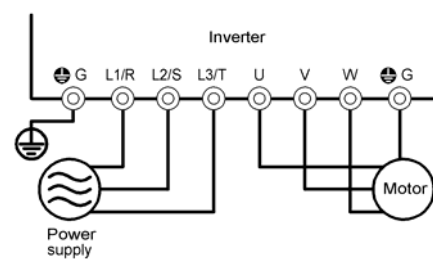 Inverter
G L1/R L2/S L3/T U V W G
Motor
Power
supply